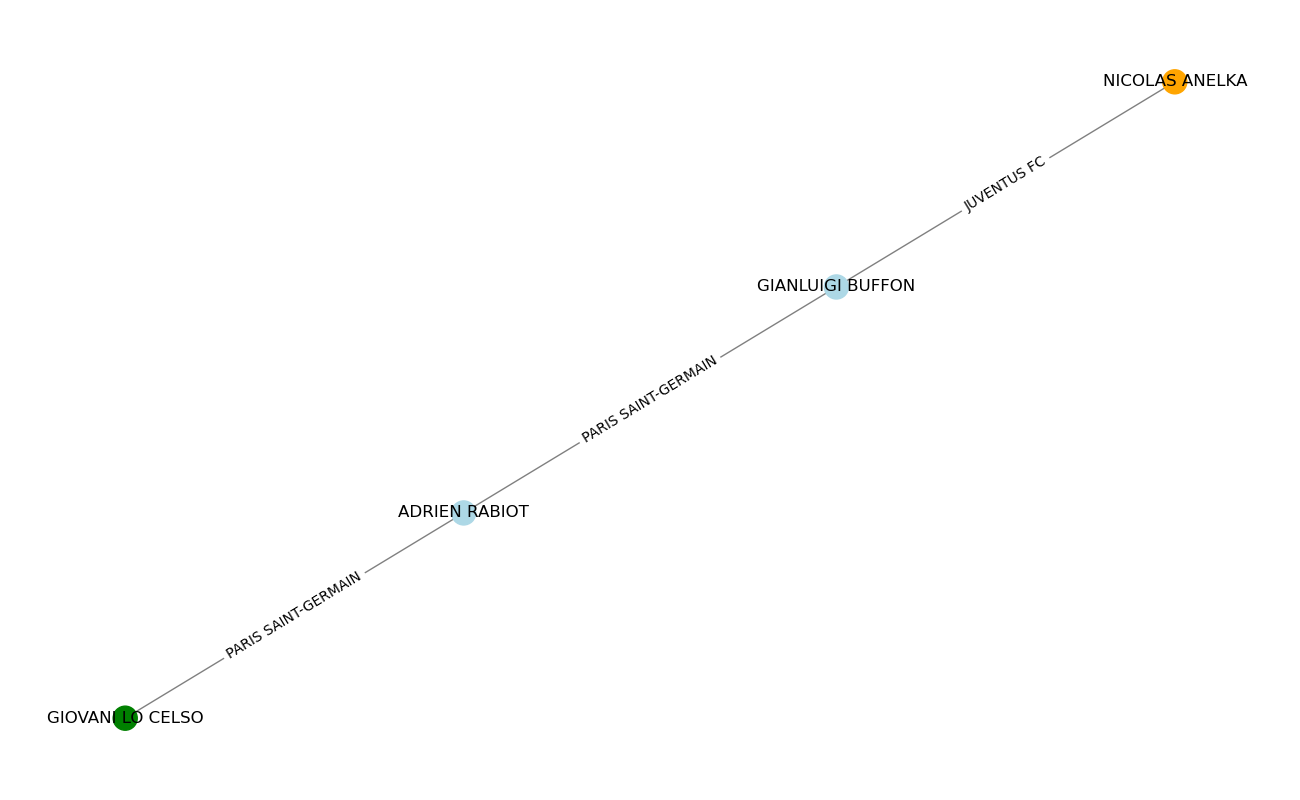 NICOLAS ANELKA
JUVENTUS FC
GIANLUIGI BUFFON
PARIS SAINT-GERMAIN
ADRIEN RABIOT
PARIS SAINT-GERMAIN
GIOVANI LO CELSO